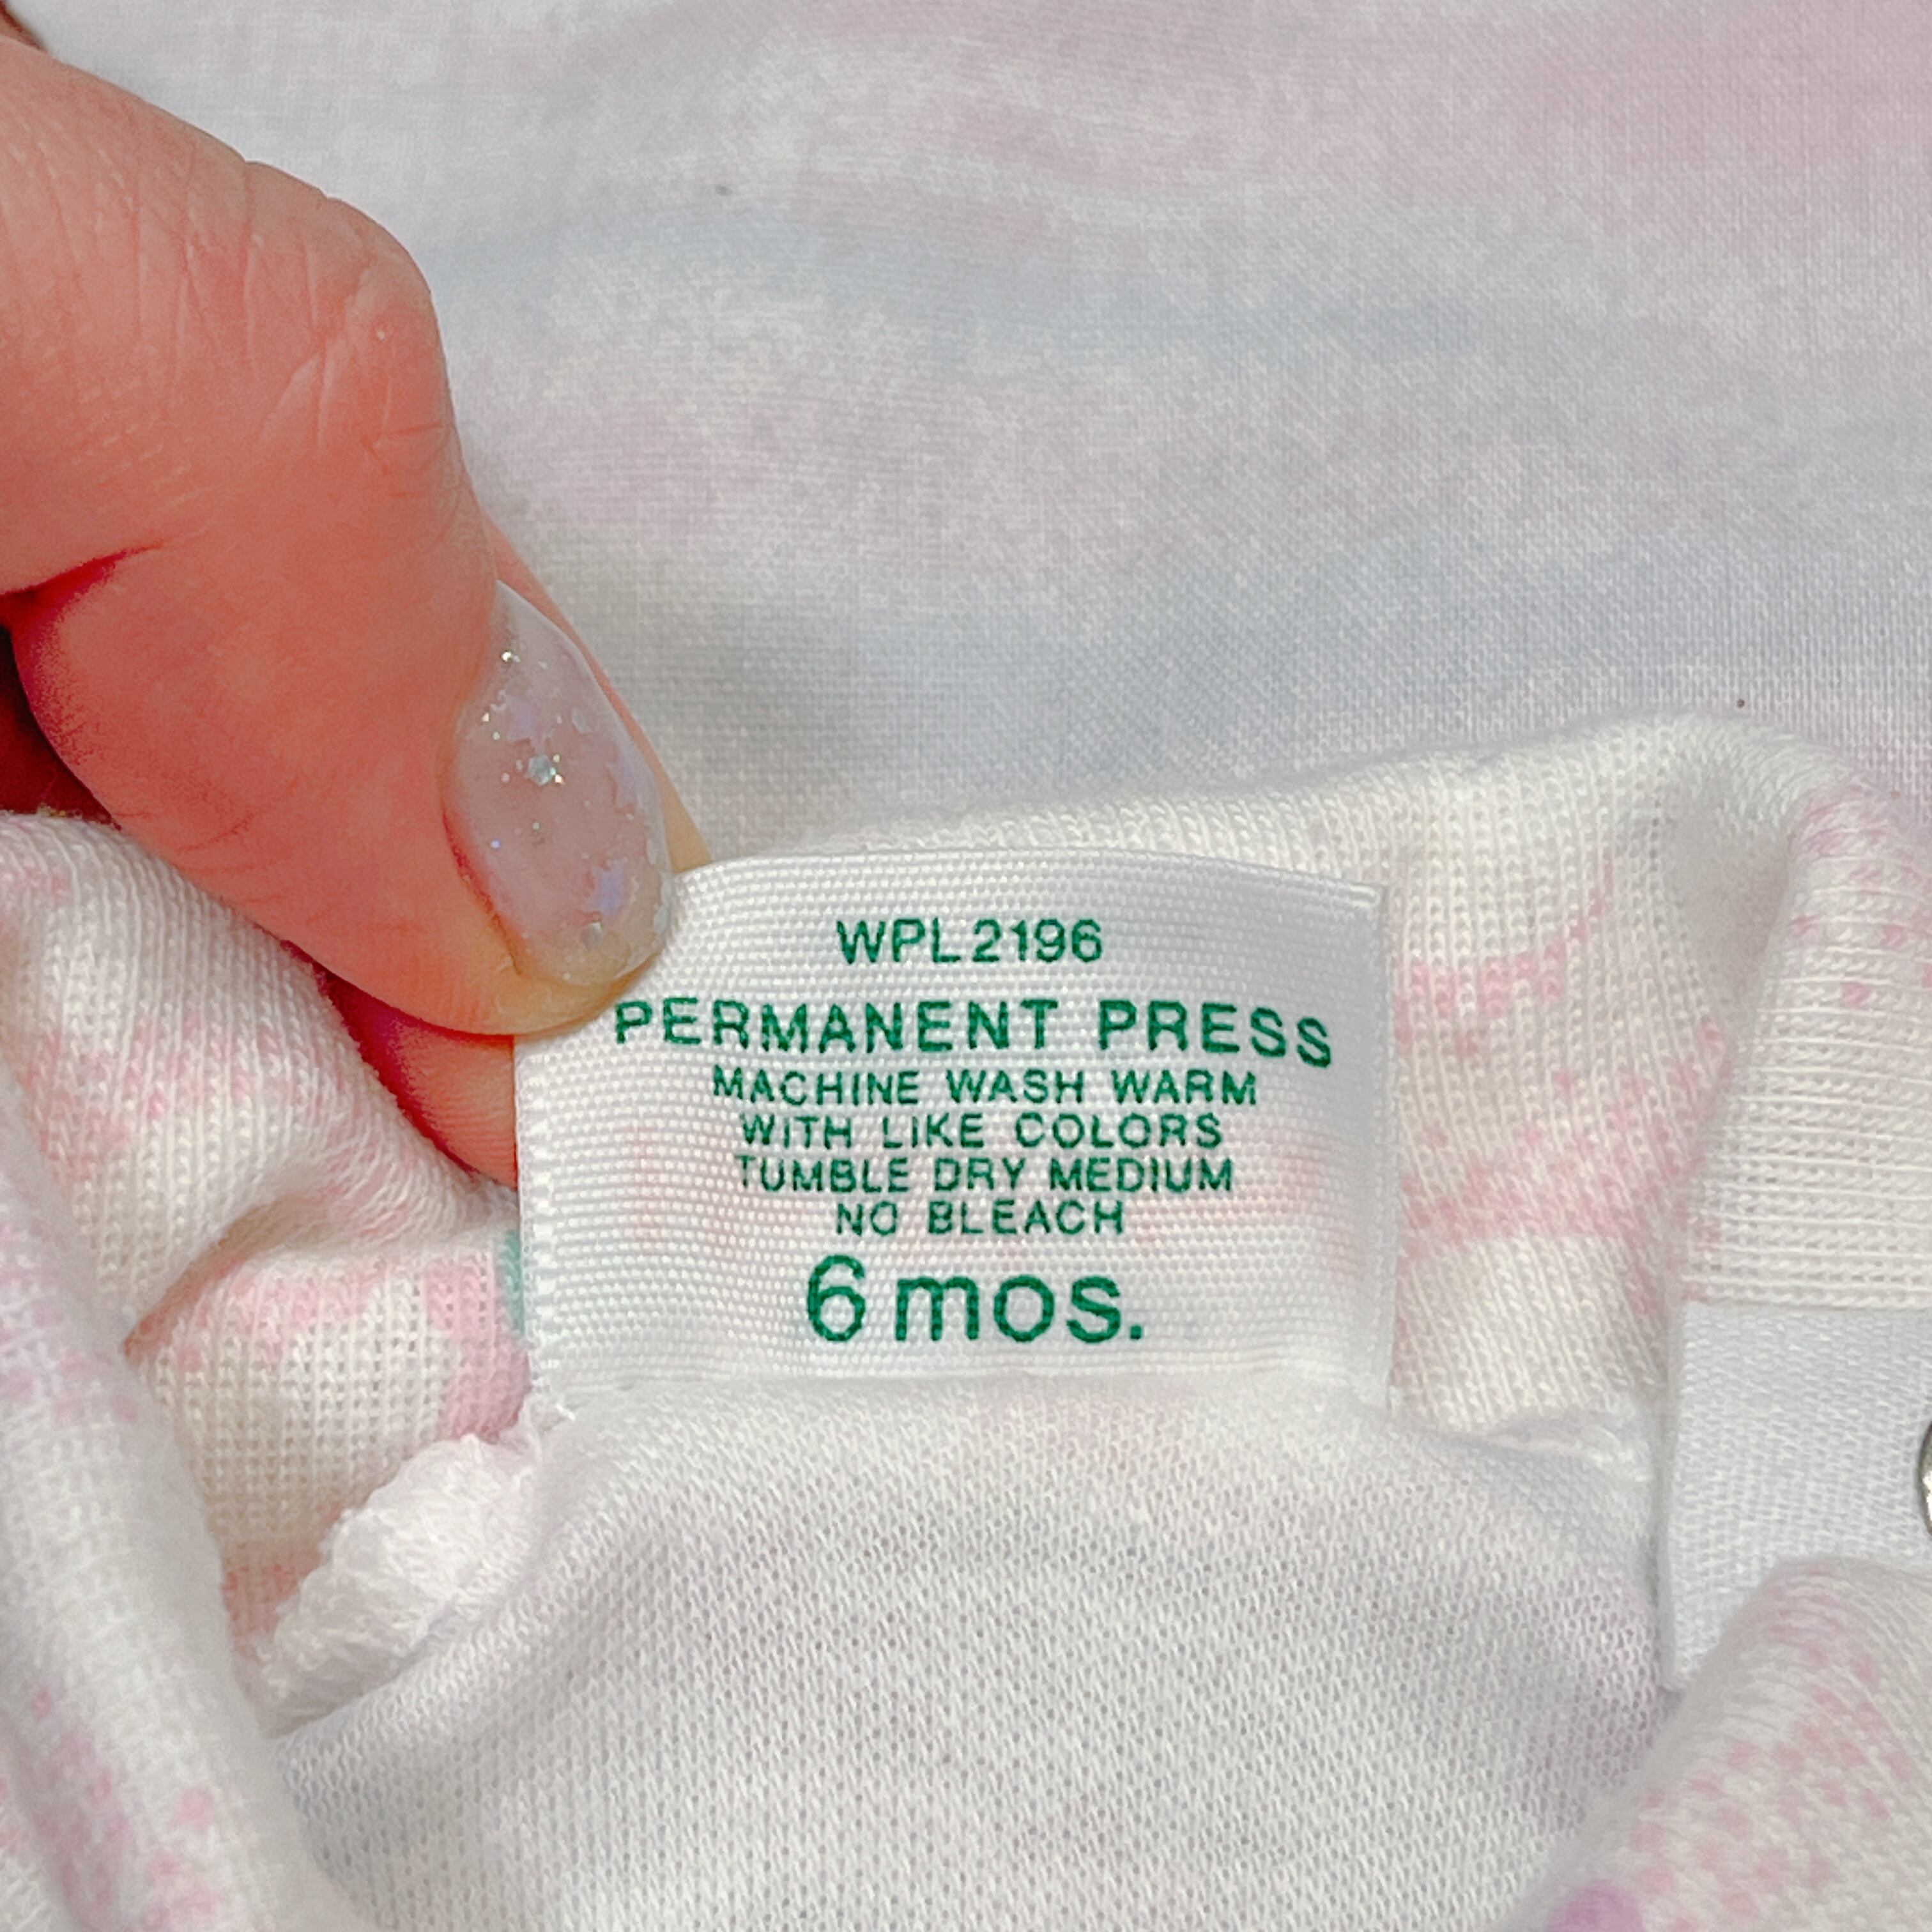 WPL2196
PERMANENT PRESS
MACHINE WASH WARM
WITH LIKE COLORS
TUMBLE DRY MEDIUM
NO BLEACH
6 mos.